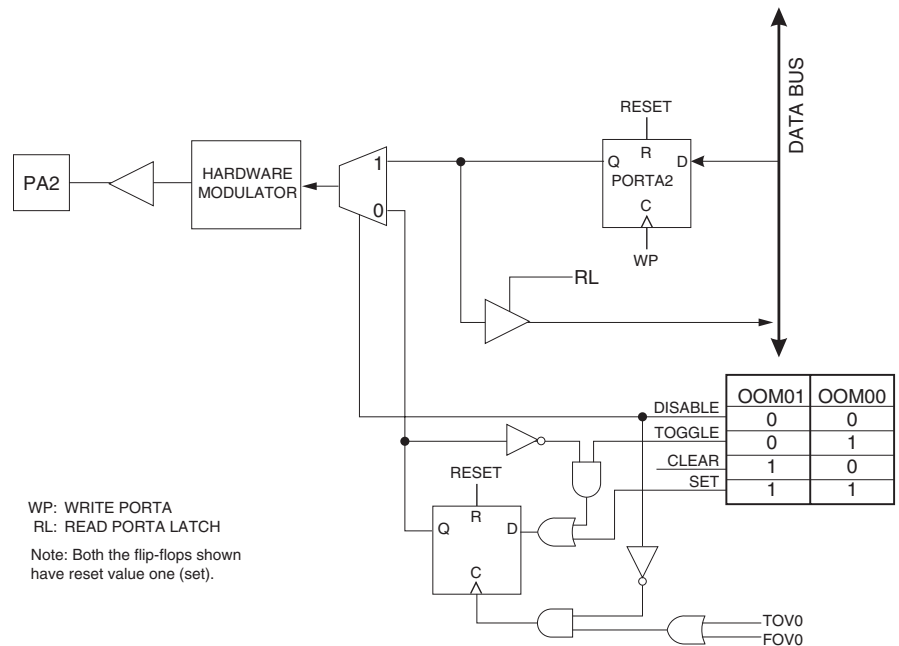 DATA BUS
RESET
R
Q
D
PORTA2
C
WP
PA2
HARDWARE
MODULATOR
1
0
RL
OOM01 OOM00
DISABLE 0 0
TOGGLE 0 1
CLEAR 1 0
SET 1 1
RESET
R
Q
D
C
WP: WRITE PORTA
RL: READ PORTA LATCH
Note: Both the flip-flops shown
have reset value one (set).
TOV0
FOV0